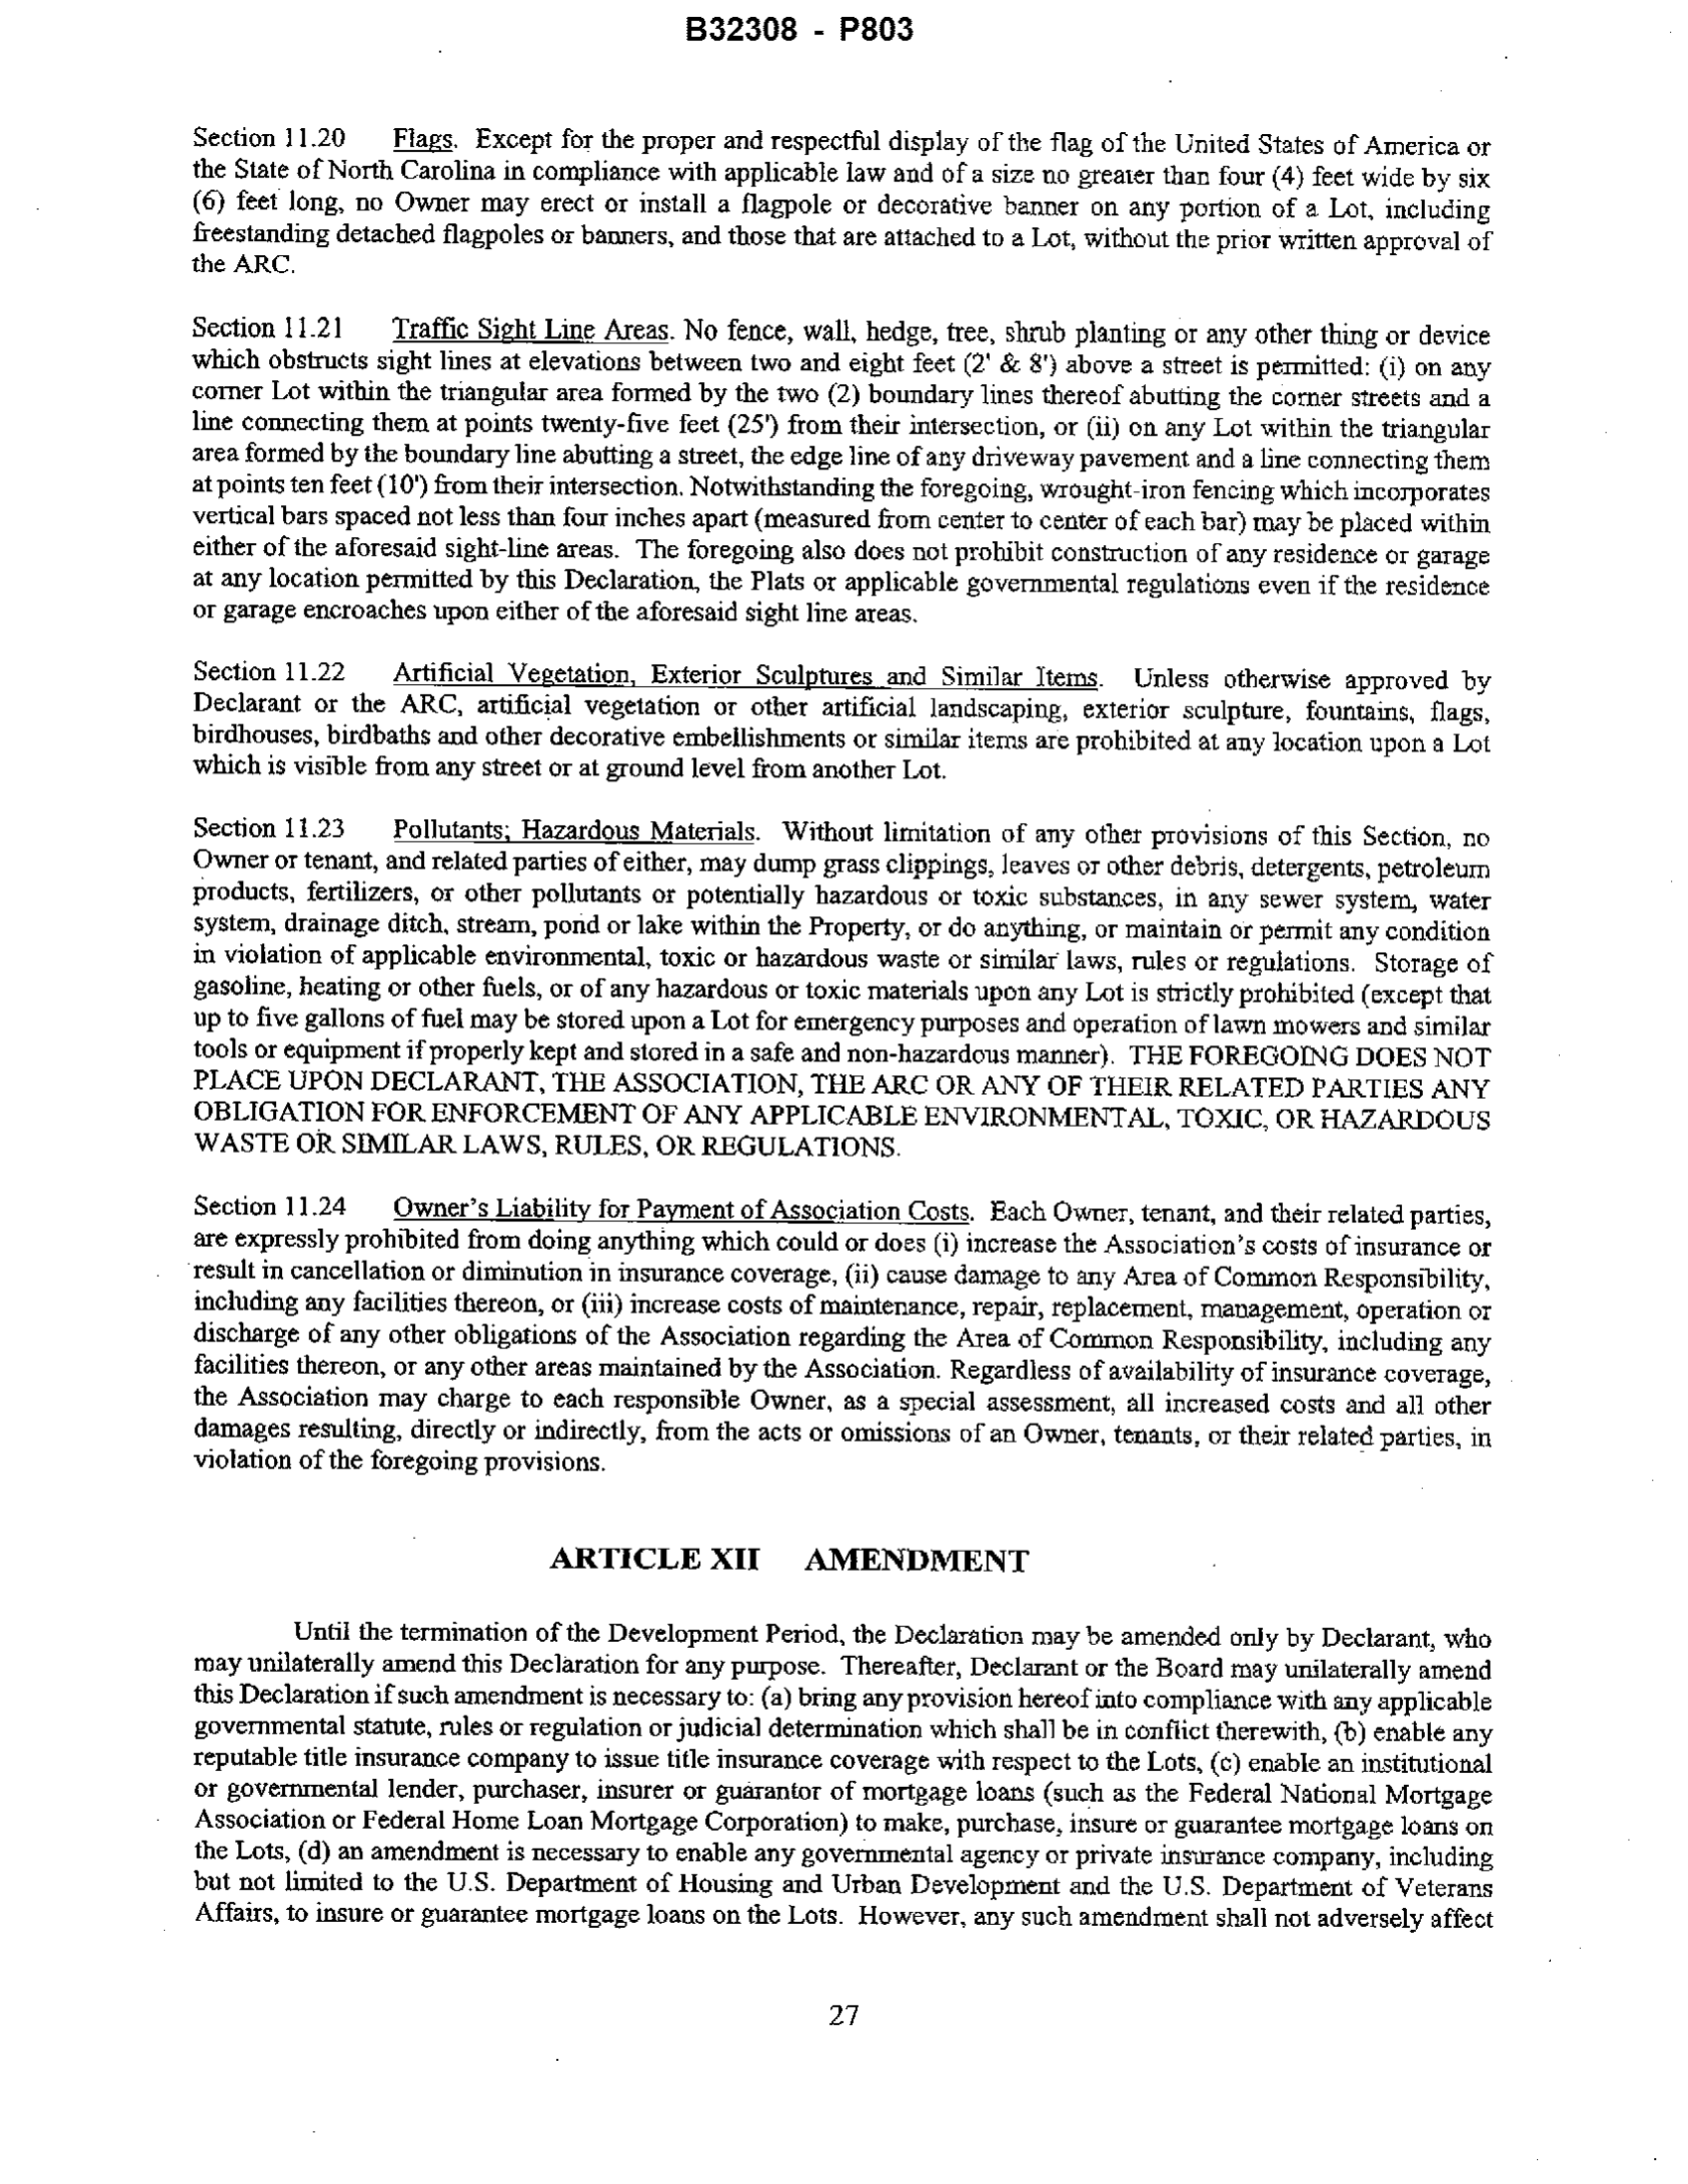 B32308 - P803
Section 11.20 Flags. Except for the proper and respectful display of the flag of the United States of America or
the State of North Carolina in compliance with applicable law and of a size no greater than four (4) feet wide by six
(6) feet long, no Owner may erect or install a flagpole or decorative banner on any portion of a Lot, including
freestanding detached flagpoles or banners, and those that are attached to a Lot, without the prior written approval of
the ARC.
Section 11.21 Traffic Sight Line Areas. No fence, wall, hedge, tree, shrub planting or any other thing or device
which obstructs sight lines at elevations between two and eight feet (2' & 8') above a street is permitted: (i) on any
corner Lot within the triangular area formed by the two (2) boundary lines thereof abutting the corner streets and a
line connecting them at points twenty-five feet (25') from their intersection, or (ii) on any Lot within the triangular
area formed by the boundary line abutting a street, the edge line of any driveway pavement and a line connecting them
at points ten feet (10') from their intersection. Notwithstanding the foregoing, wrought-iron fencing which incorporates
vertical bars spaced not less than four inches apart (measured from center to center of each bar) may be placed within
either of the aforesaid sight-line areas. The foregoing also does not prohibit construction of any residence or garage
at any location permitted by this Declaration, the Plats or applicable governmental regulations even if the residence
or garage encroaches upon either of the aforesaid sight line areas.
Section 11.22 Artificial Vegetation, Exterior Sculptures and Similar Items. Unless otherwise approved by
Declarant or the ARC, artificial vegetation or other artificial landscaping, exterior sculpture, fountains, flags,
birdhouses, birdbaths and other decorative embellishments or similar items are prohibited at any location upon a Lot
which is visible from any street or at ground level from another Lot.
Section 11.23 Pollutants; Hazardous Materials. Without limitation of any other provisions of this Section, no
Owner or tenant, and related parties of either, may dump grass clippings, leaves or other debris, detergents, petroleum
products, fertilizers, or other pollutants or potentially hazardous or toxic substances, in any sewer system, water
system, drainage ditch, stream, pond or lake within the Property, or do anything, or maintain or permit any condition
in violation of applicable environmental, toxic or hazardous waste or similar laws, rules or regulations. Storage of
gasoline, heating or other fuels, or of any hazardous or toxic materials upon any Lot is strictly prohibited (except that
up to five gallons of fuel may be stored upon a Lot for emergency purposes and operation of lawn mowers and similar
tools or equipment if properly kept and stored in a safe and non-hazardous manner). THE FOREGOING DOES NOT
PLACE UPON DECLARANT, THE ASSOCIATION, THE ARC OR ANY OF THEIR RELATED PARTIES ANY
OBLIGATION FOR ENFORCEMENT OF ANY APPLICABLE ENVIRONMENTAL, TOXIC, OR HAZARDOUS
WASTE OR SIMILAR LAWS, RULES, OR REGULATIONS.
Section 11.24 Owner's Liability for Payment of Association Costs. Each Owner, tenant, and their related parties,
are expressly prohibited from doing anything which could or does (i) increase the Association's costs of insurance or
result in cancellation or diminution in insurance coverage, (ii) cause damage to any Area of Common Responsibility,
including any facilities thereon, or (iii) increase costs of maintenance, repair, replacement, management, operation or
discharge of any other obligations of the Association regarding the Area of Common Responsibility, including any
facilities thereon, or any other areas maintained by the Association. Regardless of availability of insurance coverage,
the Association may charge to each responsible Owner, as a special assessment, all increased costs and all other
damages resulting, directly or indirectly, from the acts or omissions of an Owner, tenants, or their related parties, in
violation of the foregoing provisions.
ARTICLE XII AMENDMENT
Until the termination of the Development Period, the Declaration may be amended only by Declarant, who
may unilaterally amend this Declaration for any purpose. Thereafter, Declarant or the Board may unilaterally amend
this Declaration if such amendment is necessary to: (a) bring any provision hereof into compliance with any applicable
governmental statute, rules or regulation or judicial determination which shall be in conflict therewith, (b) enable any
reputable title insurance company to issue title insurance coverage with respect to the Lots, (c) enable an institutional
or governmental lender, purchaser, insurer or guarantor of mortgage loans (such as the Federal National Mortgage
Association or Federal Home Loan Mortgage Corporation) to make, purchase, insure or guarantee mortgage loans on
the Lots, (d) an amendment is necessary to enable any governmental agency or private insurance company, including
but not limited to the U.S. Department of Housing and Urban Development and the U.S. Department of Veterans
Affairs, to insure or guarantee mortgage loans on the Lots. However, any such amendment shall not adversely affect
27